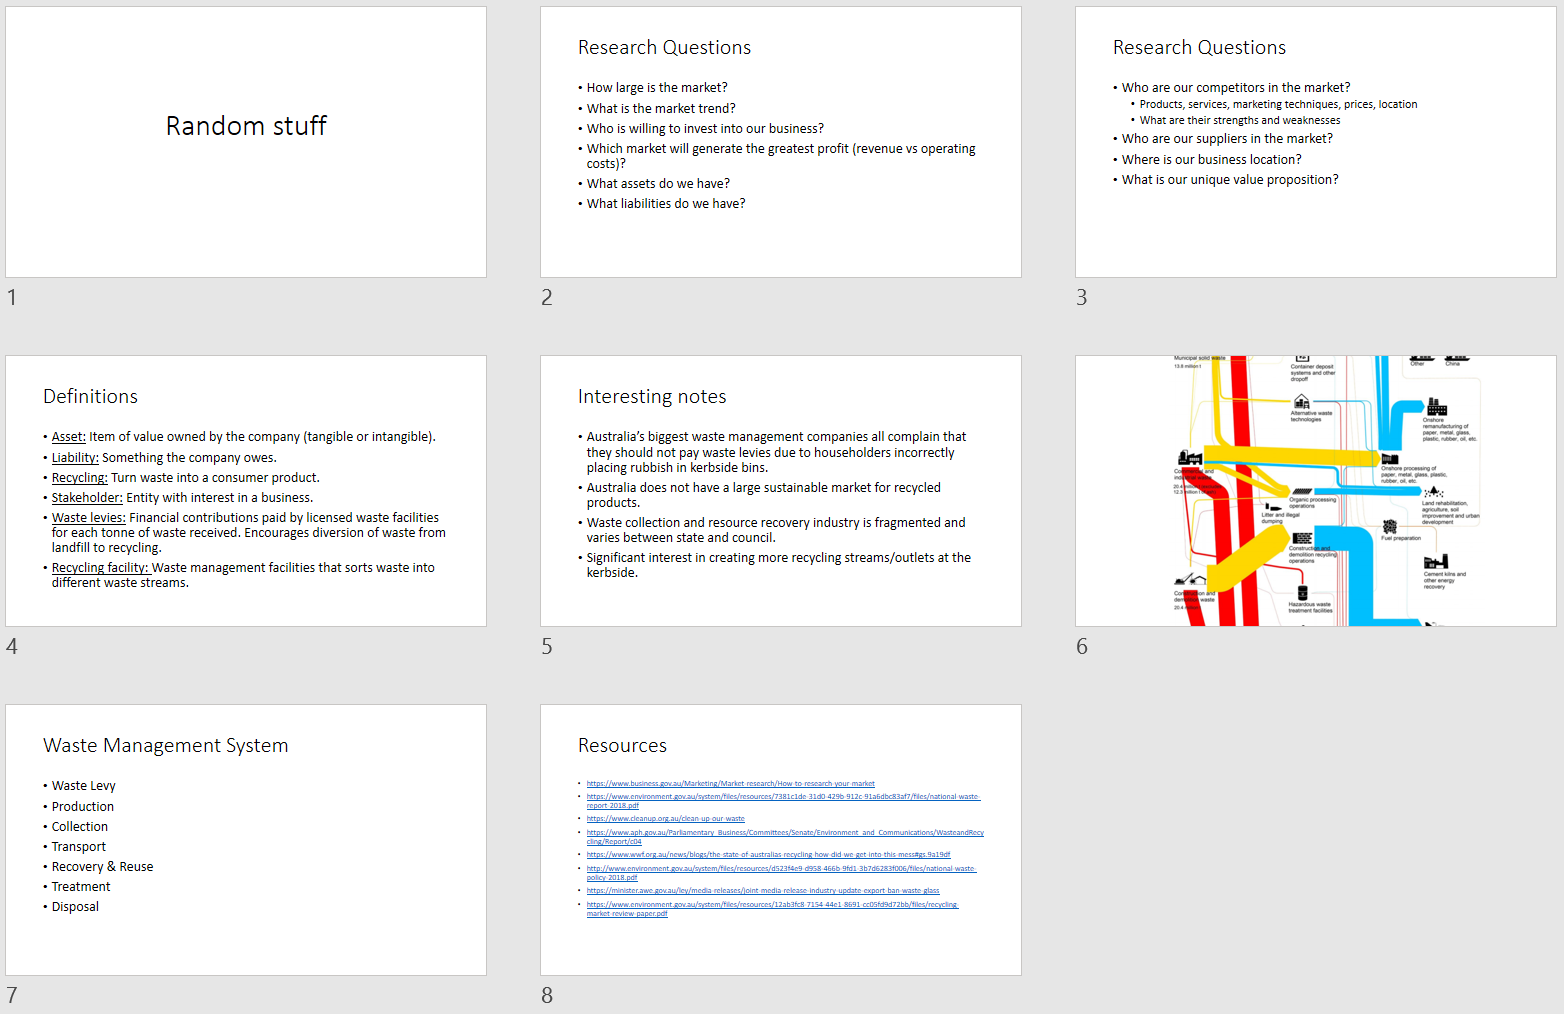 Random stuff
1
Research Questions
• How large is the market?
• What is the market trend?
• Who is willing to invest into our business?
• Which market will generate the greatest profit (revenue vs operating
costs)?
• What assets do we have?
• What liabilities do we have?
2
Research Questions
• Who are our competitors in the market?
• Products, services, marketing techniques, prices, location
• What are their strengths and weaknesses
• Who are our suppliers in the market?
• Where is our business location?
• What is our unique value proposition?
3
Definitions
• Asset: Item of value owned by the company (tangible or intangible).
• Liability: Something the company owes.
• Recycling: Turn waste into a consumer product.
• Stakeholder: Entity with interest in a business.
• Waste levies: Financial contributions paid by licensed waste facilities
for each tonne of waste received. Encourages diversion of waste from
landfill to recycling.
• Recycling facility: Waste management facilities that sorts waste into
different waste streams.
4
Interesting notes
• Australia's biggest waste management companies all complain that
they should not pay waste levies due to householders incorrectly
placing rubbish in kerbside bins.
• Australia does not have a large sustainable market for recycled
products.
• Waste collection and resource recovery industry is fragmented and
varies between state and council.
• Significant interest in creating more recycling streams/outlets at the
kerbside.
5
Municipal solid waste
13.8 million t
Container deposit
systems and other
dropoff
Other
China
Alternative waste
technologies
Onshore
remanufacturing of
paper, metal, glass,
plastic, rubber, oil, etc.
Onshore processing of
paper, metal, glass, plastic,
rubber, oil, etc.
Organic processing
operations
Land rehabilitation,
agriculture, soil
improvement and urban
development
Litter and illegal
dumping
Fuel preparation
Construction and
demolition recycling
operations
Cement kilns and
other energy
recovery
Construction and
demolition waste
20.4
Hazardous waste
treatment facilities
6
Waste Management System
• Waste Levy
• Production
• Collection
• Transport
• Recovery & Reuse
• Treatment
• Disposal
7
Resources
• https://www.business.gov.au/Marketing/Market-research/How-to-research-your-market
• https://www.environment.gov.au/system/files/resources/7381c1de-31d0-429b-912c-91a6dbc83af7/files/national-waste-
report-2018.pdf
• https://www.cleanup.org.au/clean-up-our-waste
• https://www.aph.gov.au/Parliamentary_Business/Committees/Senate/Environment_and_Communications/WasteandRecy
cling/Report/c04
• https://www.wwf.org.au/news/blogs/the-state-of-australias-recycling-how-did-we-get-into-this-mess#gs.9a19df
• http://www.environment.gov.au/system/files/resources/d523f4e9-d958-466b-9fd1-3b7d6283f006/files/national-waste-
policy-2018.pdf
• https://minister.awe.gov.au/ley/media-releases/joint-media-release-industry-update-export-ban-waste-glass
• https://www.environment.gov.au/system/files/resources/12ab3fc8-7154-44e1-8691-cc05fd9d72bb/files/recycling-
market-review-paper.pdf
8